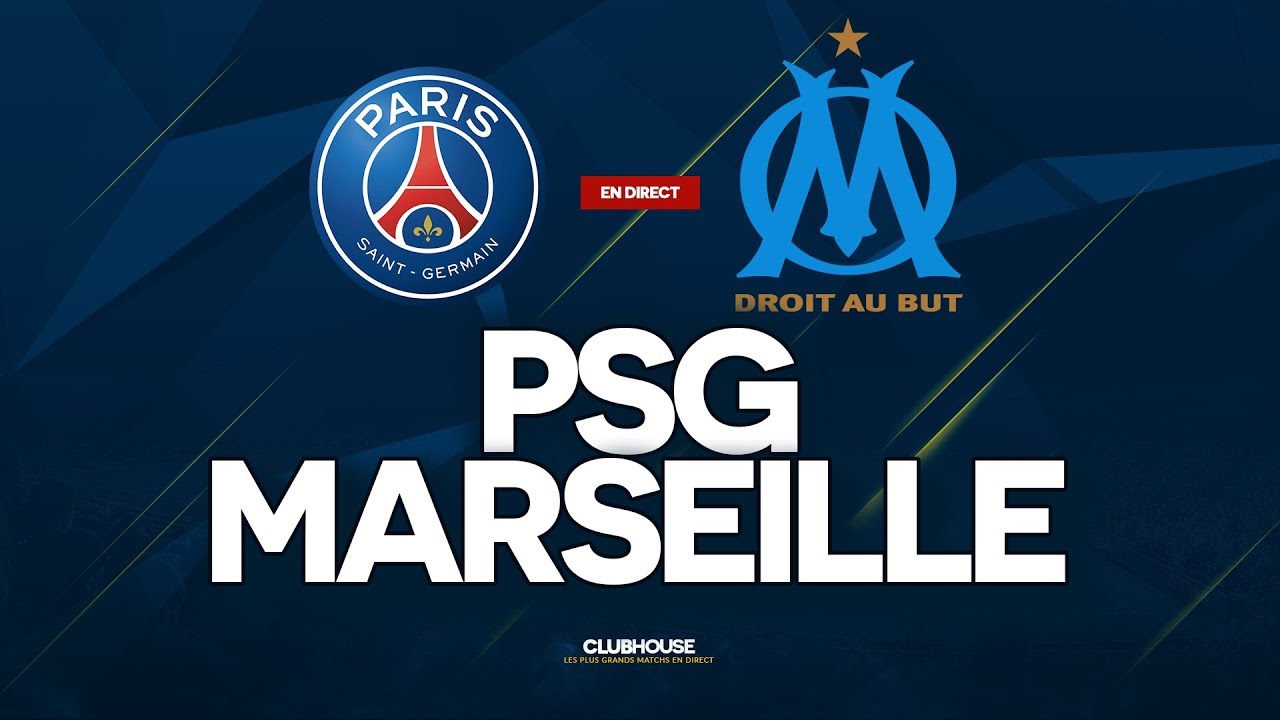 PARIS
SAINT - GERMAIN
EN DIRECT
DROIT AU BUT
PSG
MARSEILLE
CLUBHOUSE
LES PLUS GRANDS MATCHS EN DIRECT